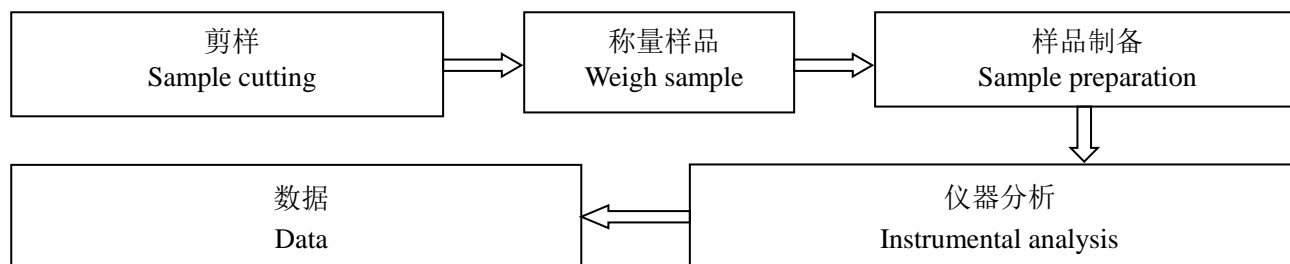 剪样
Sample cutting
称量样品
Weigh sample
样品制备
Sample preparation
仪器分析
Instrumental analysis
数据
Data